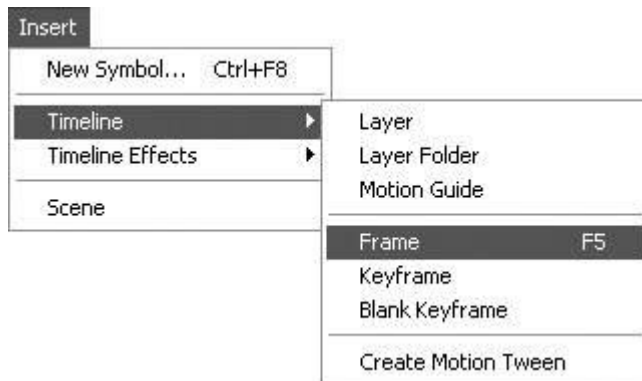 Insert
New Symbol... Ctrl+F8
Timeline
Timeline Effects
Scene
Layer
Layer Folder
Motion Guide
Frame F5
Keyframe
Blank Keyframe
Create Motion Tween